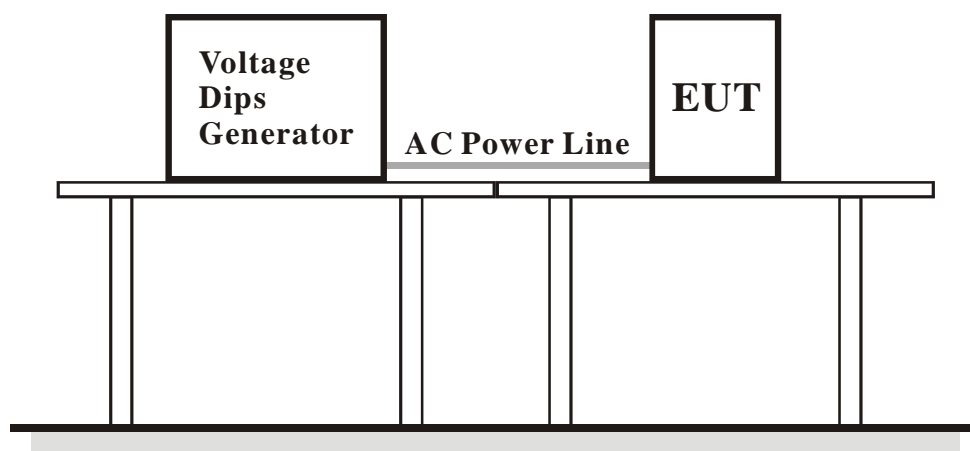 Voltage
Dips
Generator
AC Power Line
EUT